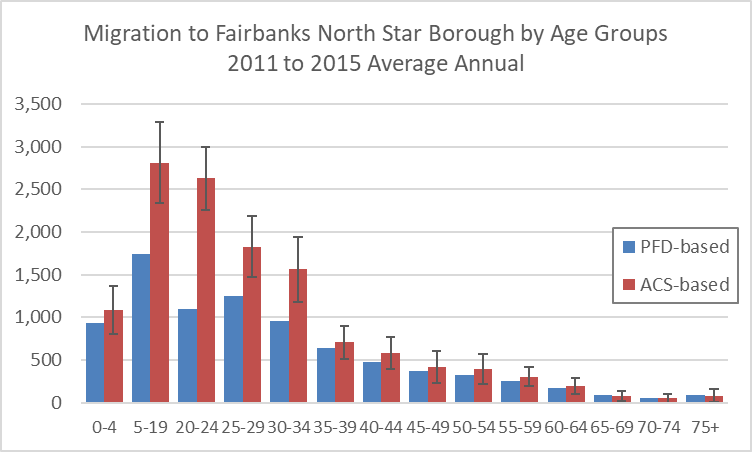 Migration to Fairbanks North Star Borough by Age Groups
2011 to 2015 Average Annual
3,500
3,000
2,500
2,000
1,500
1,000
500
0
PFD-based
ACS-based
0-4 5-19 20-24 25-29 30-34 35-39 40-44 45-49 50-54 55-59 60-64 65-69 70-74 75+